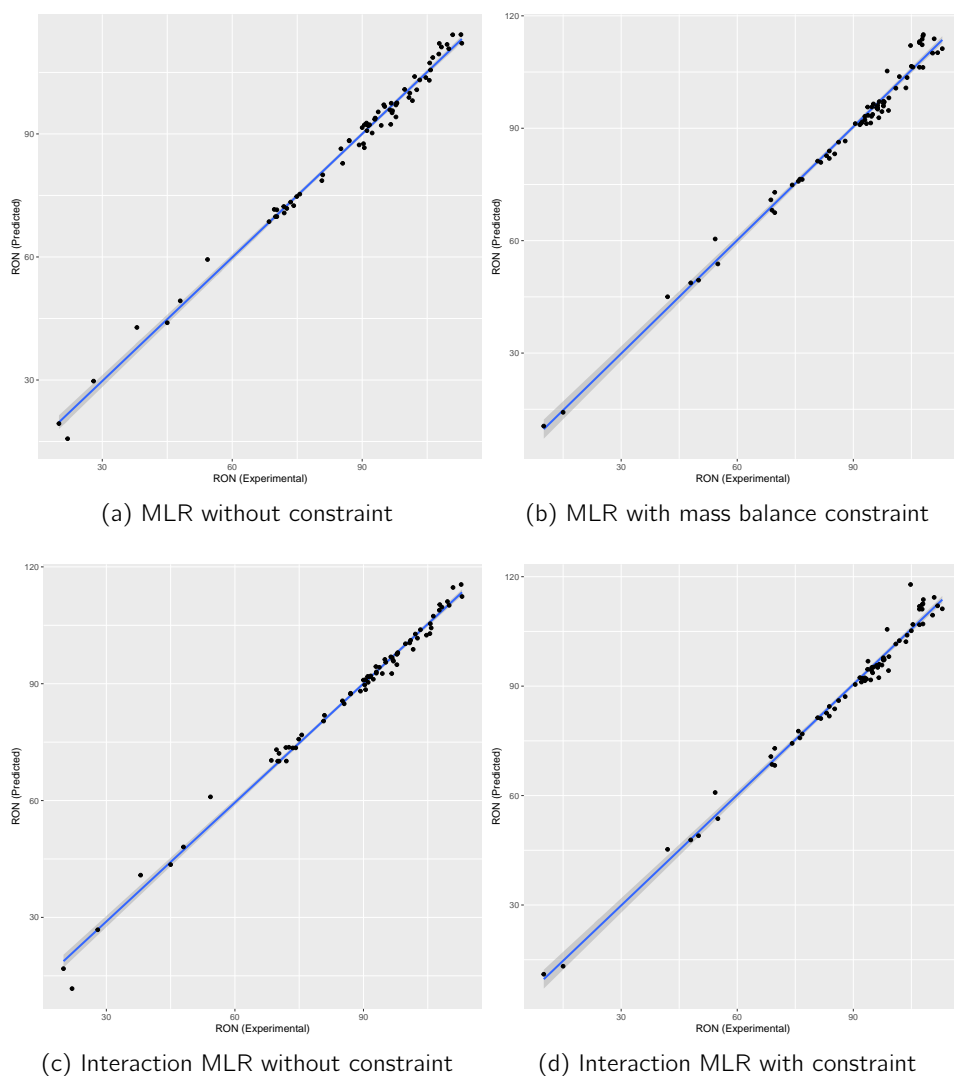 RON (Predicted)
90
60
30
30
60
90
RON (Experimental)
(a) MLR without constraint
RON (Predicted)
120
90
60
30
30
60
90
RON (Experimental)
(b) MLR with mass balance constraint
RON (Predicted)
120
90
60
30
30
60
90
RON (Experimental)
(c) Interaction MLR without constraint
RON (Predicted)
120
90
60
30
30
60
90
RON (Experimental)
(d) Interaction MLR with constraint